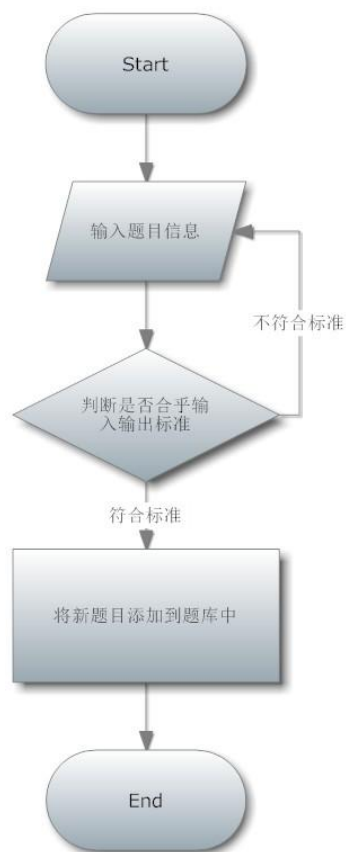 Start
输入题目信息
不符合标准
判断是否合乎输
入输出标准
符合标准
将新题目添加到题库中
End